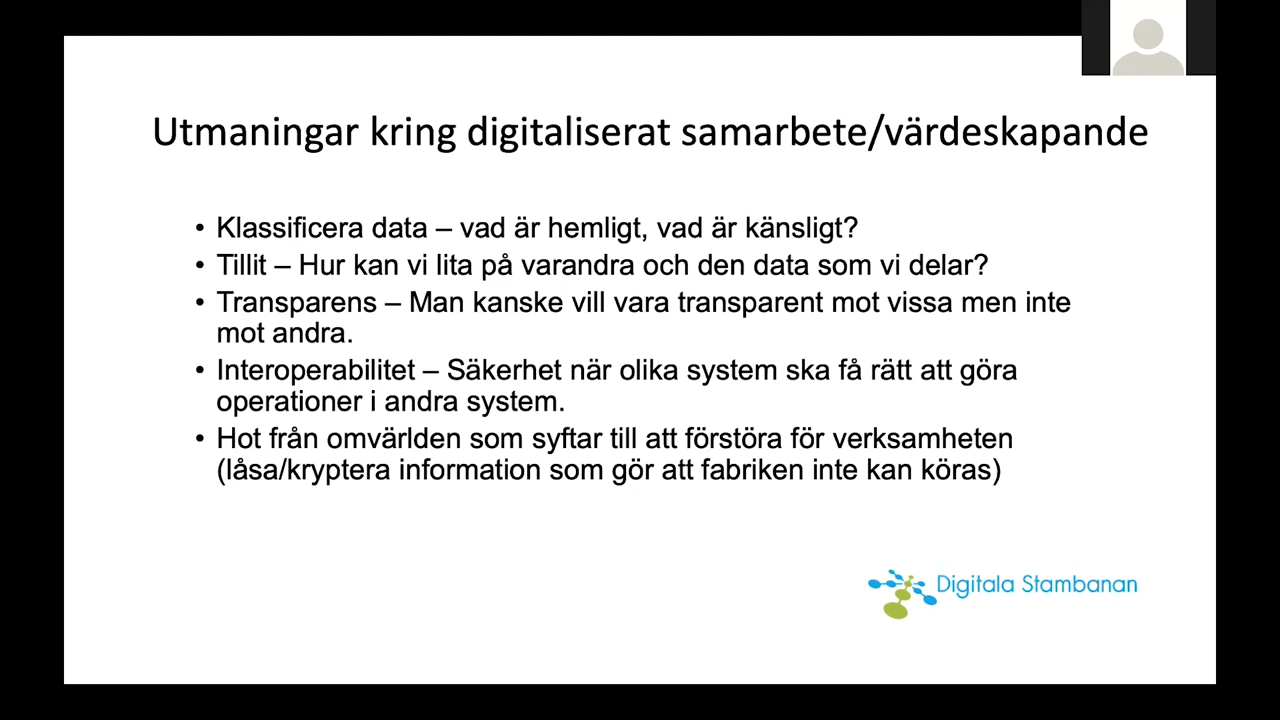 Utmaningar kring digitaliserat samarbete/värdeskapande
• Klassificera data – vad är hemligt, vad är känsligt?
• Tillit – Hur kan vi lita på varandra och den data som vi delar?
• Transparens – Man kanske vill vara transparent mot vissa men inte
mot andra.
• Interoperabilitet – Säkerhet när olika system ska få rätt att göra
operationer i andra system.
• Hot från omvärlden som syftar till att förstöra för verksamheten
(låsa/kryptera information som gör att fabriken inte kan köras)
Digitala Stambanan